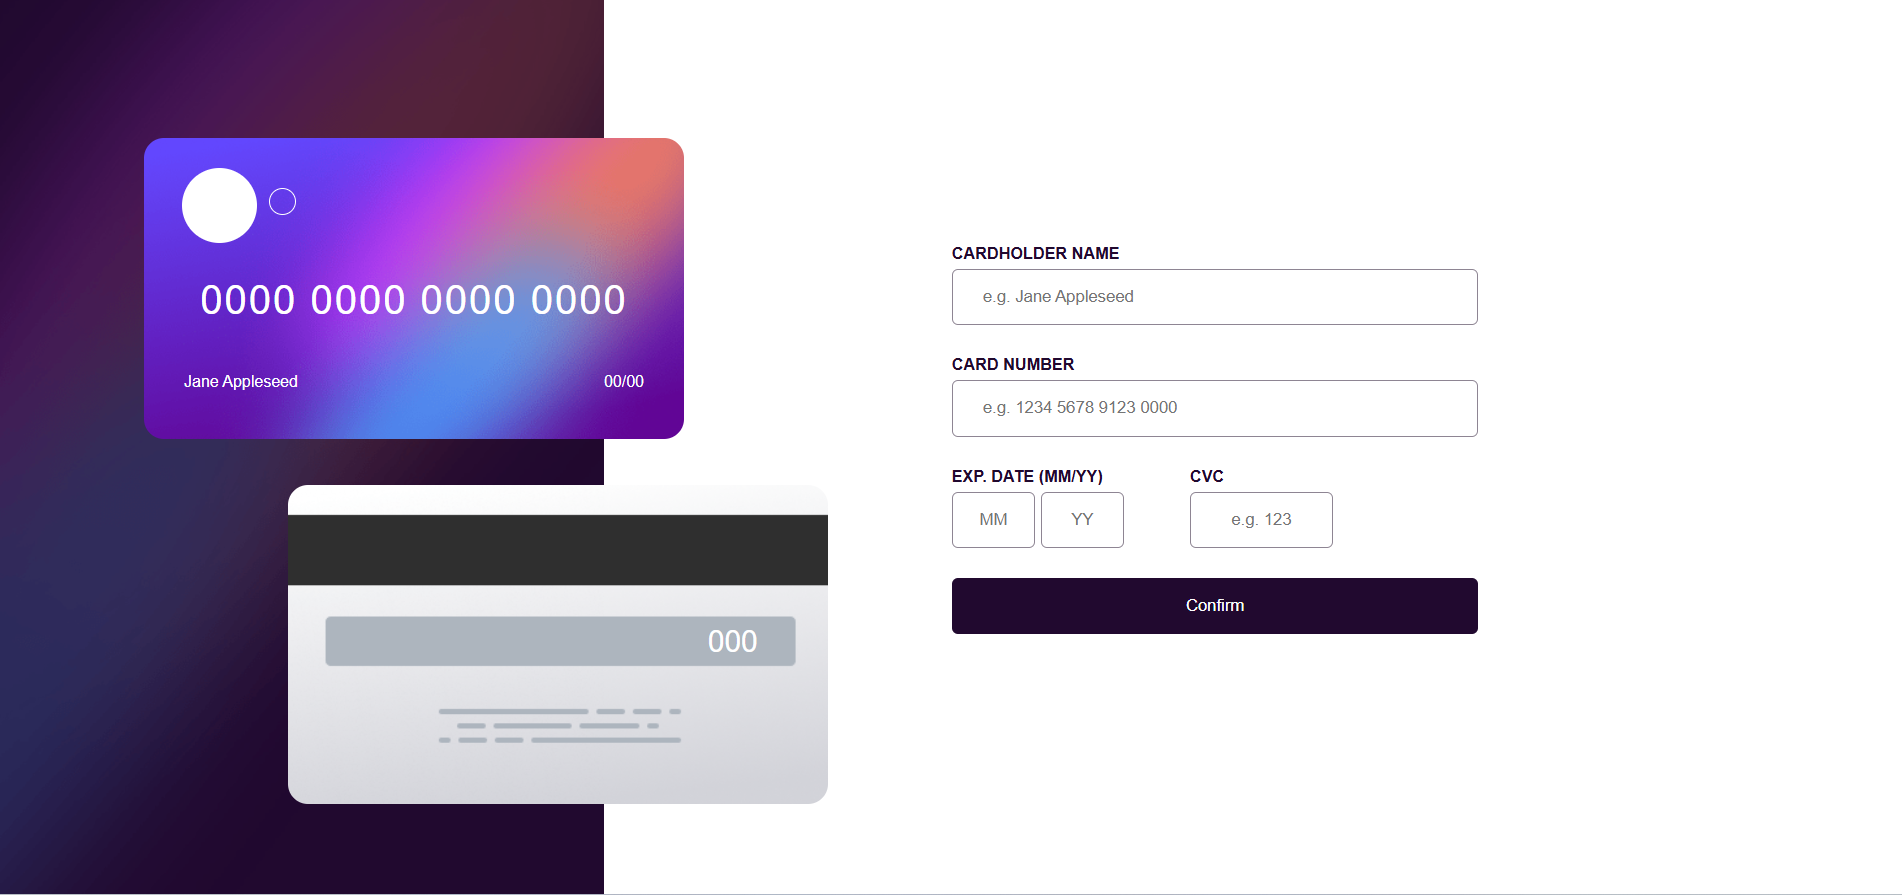 0000 0000 0000 0000
Jane Appleseed 00/00
000
CARDHOLDER NAME
e.g. Jane Appleseed
CARD NUMBER
e.g. 1234 5678 9123 0000
EXP. DATE (MM/YY) CVC
MM YY e.g. 123
Confirm